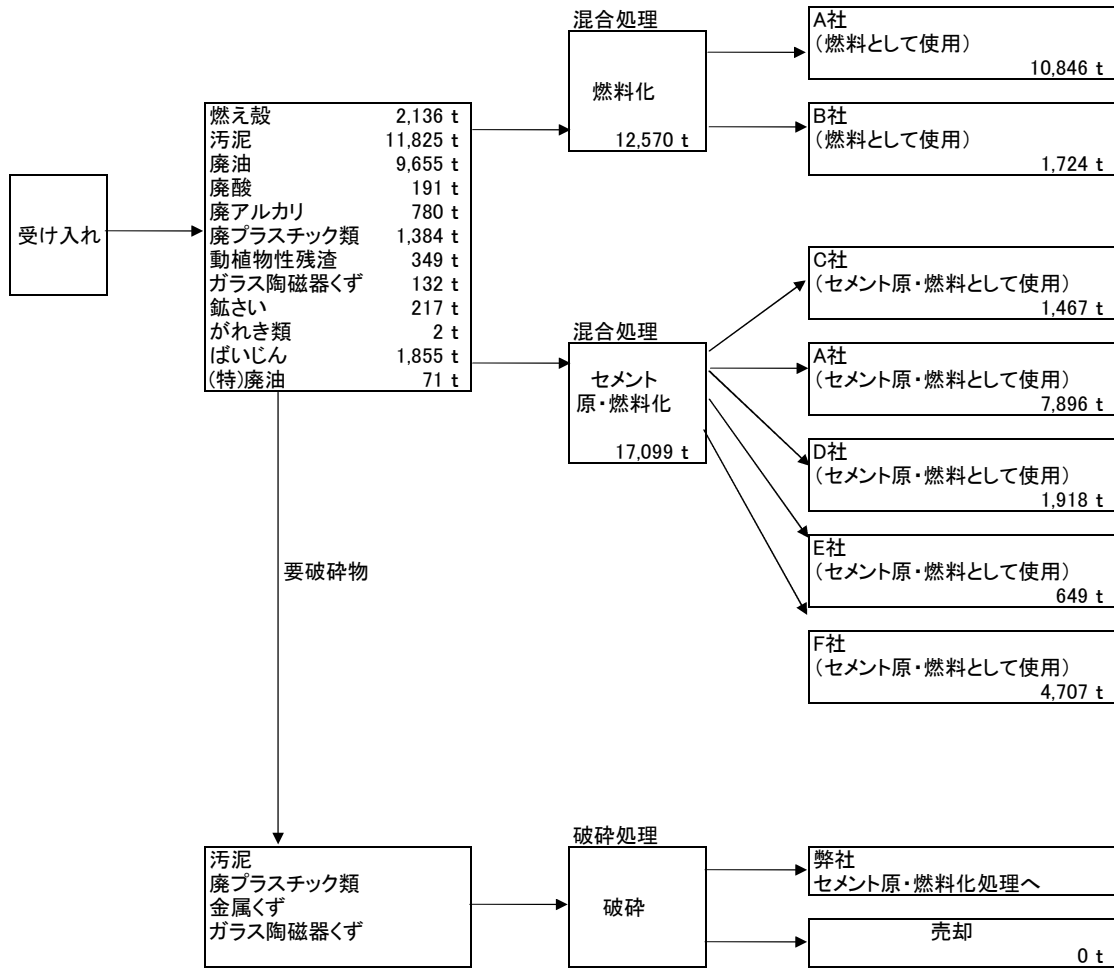 受け入れ
燃え殻 2,136 t
汚泥 11,825 t
廃油 9,655 t
廃酸 191 t
廃アルカリ 780 t
廃プラスチック類 1,384 t
動植物性残渣 349 t
ガラス陶磁器くず 132 t
鉱さい 217 t
がれき類 2 t
ばいじん 1,855 t
(特)廃油 71 t
混合処理
燃料化
12,570 t
A社
(燃料として使用)
10,846 t
B社
(燃料として使用)
1,724 t
混合処理
セメント
原・燃料化
17,099 t
C社
(セメント原・燃料として使用)
1,467 t
A社
(セメント原・燃料として使用)
7,896 t
D社
(セメント原・燃料として使用)
1,918 t
E社
(セメント原・燃料として使用)
649 t
F社
(セメント原・燃料として使用)
4,707 t
要破砕物
汚泥
廃プラスチック類
金属くず
ガラス陶磁器くず
破砕処理
破砕
弊社
セメント原・燃料化処理へ
売却
0 t